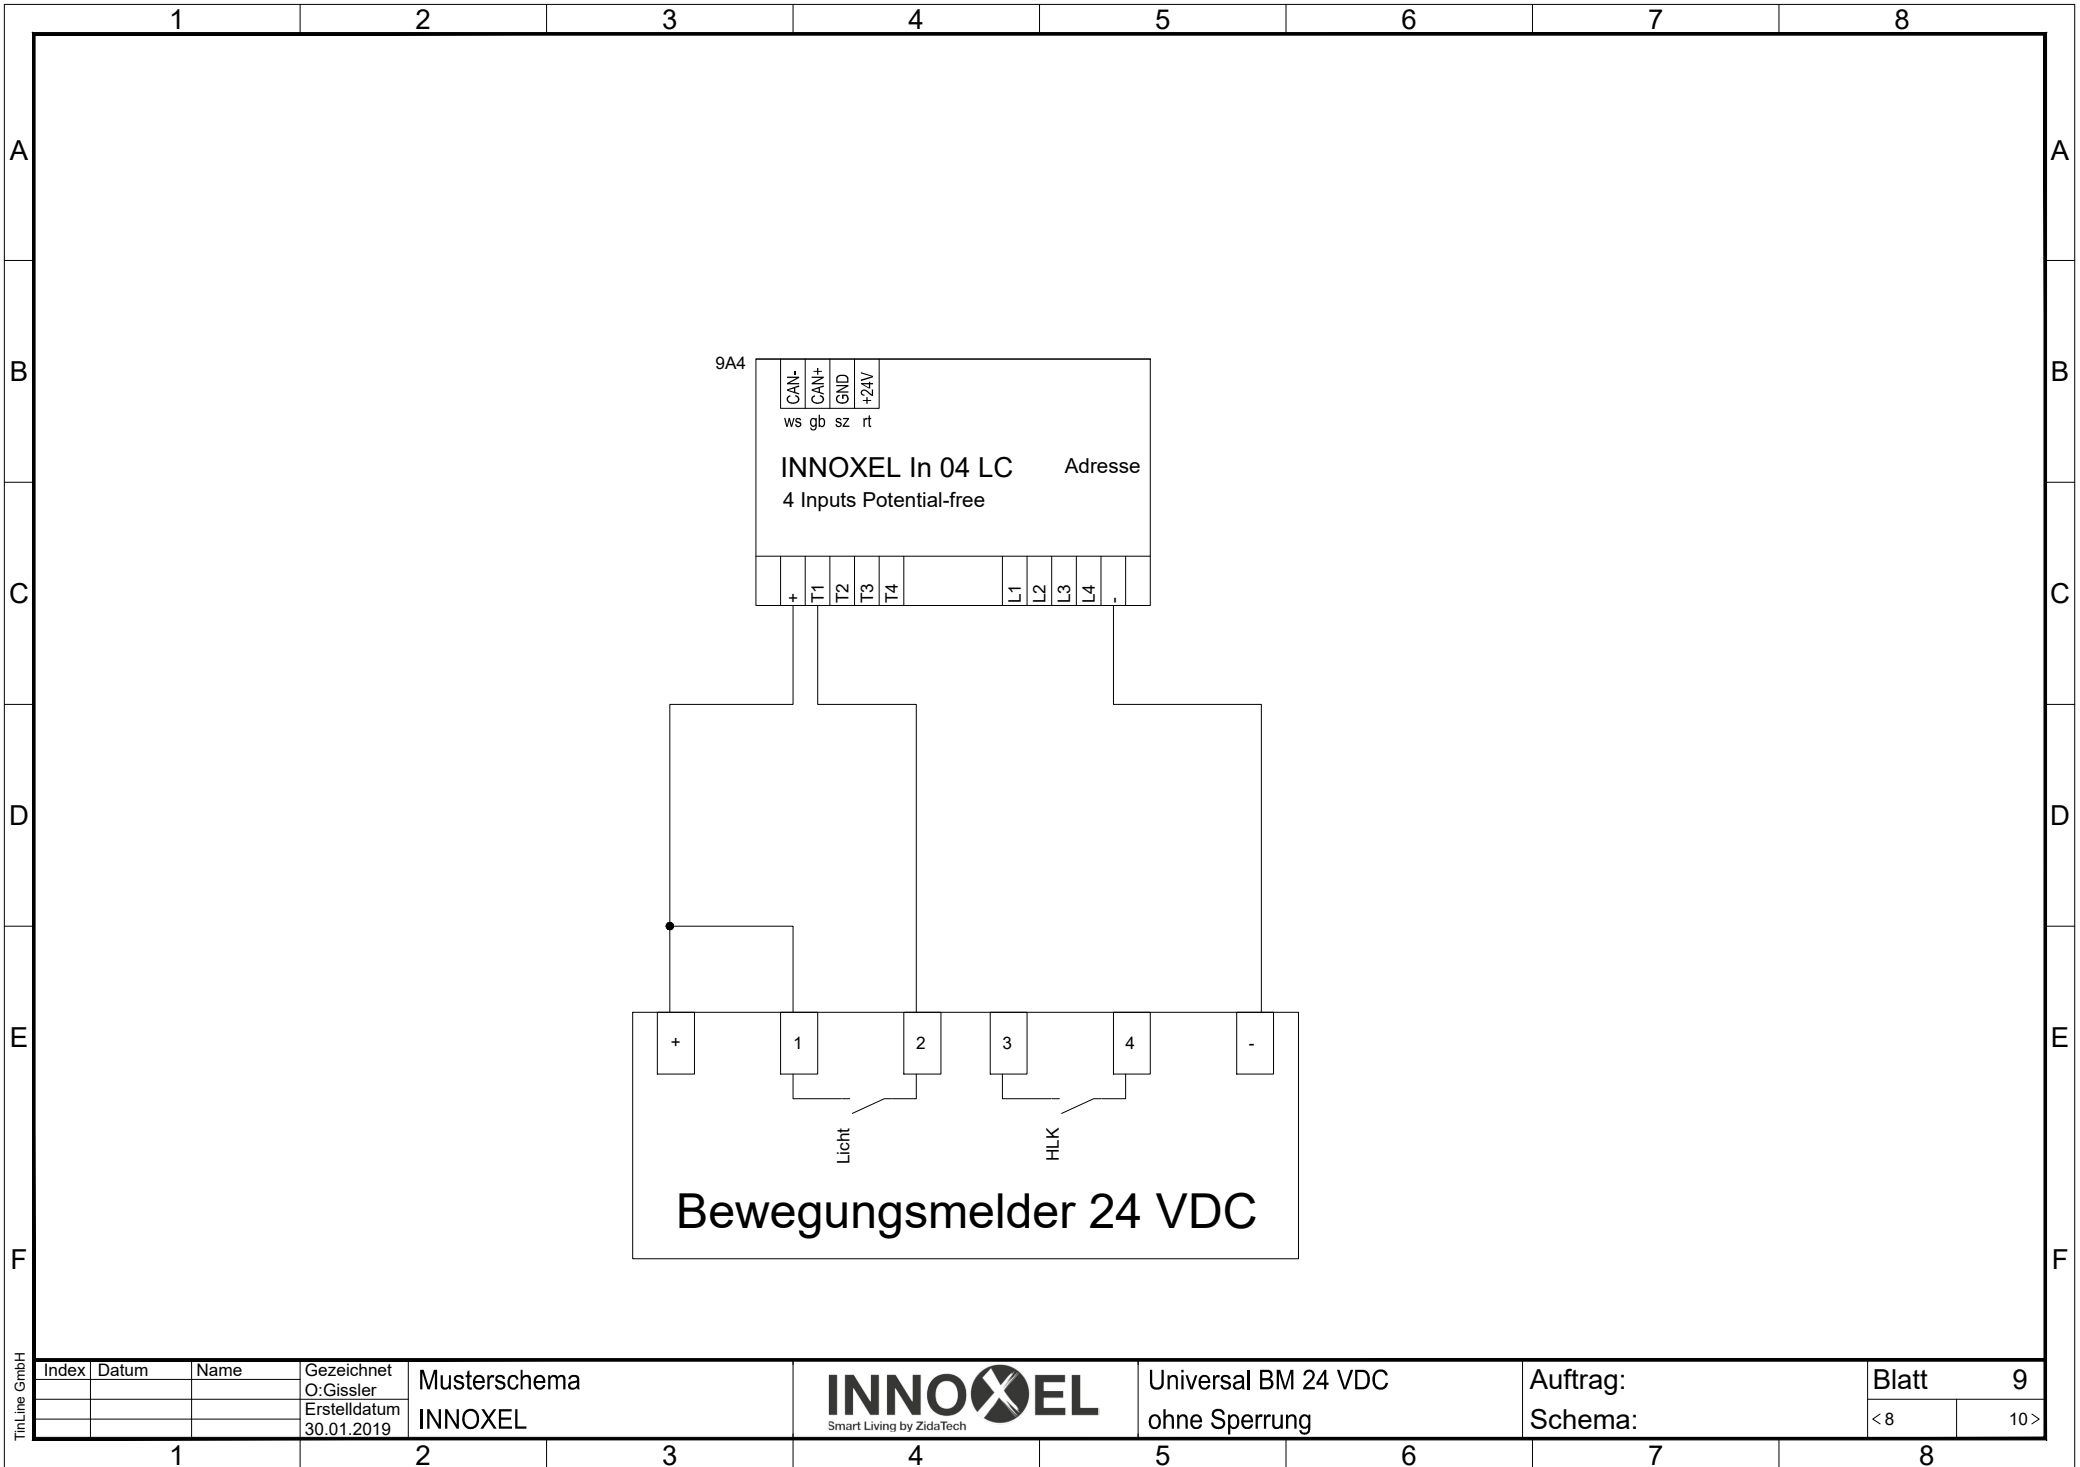 1 2 3 4 5 6 7 8
A A
B B
C C
D D
E E
F F
9A4
CAN- CAN+ GND +24V
ws gb sz rt
INNOXEL In 04 LC Adresse
4 Inputs Potential-free
+ T1 T2 T3 T4 L1 L2 L3 L4 -
+ 1 2 3 4 -
Licht HLK
Bewegungsmelder 24 VDC
TinLine GmbH
Index Datum Name
Gezeichnet
O:Gissler
Erstelldatum
30.01.2019
Musterschema
INNOXEL
INNOXEL
Smart Living by ZidaTech
Universal BM 24 VDC
ohne Sperrung
Auftrag:
Schema:
Blatt 9
<8 10>
1 2 3 4 5 6 7 8